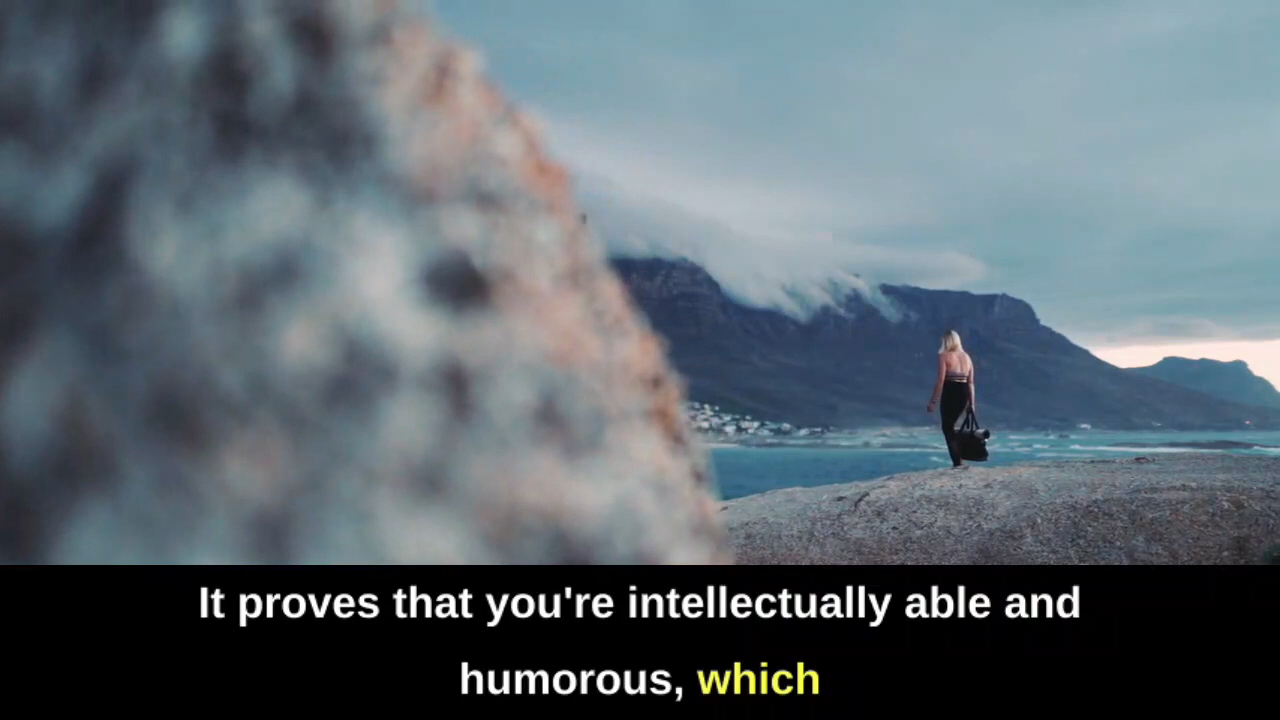 It proves that you're intellectually able and
humorous, which